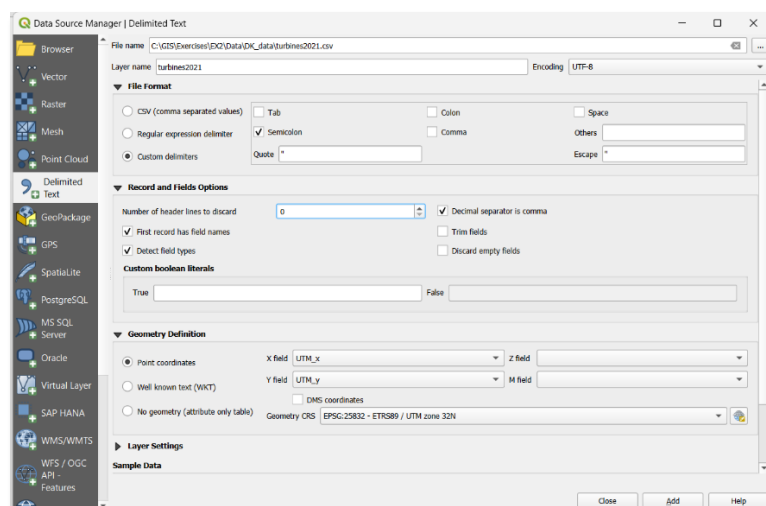 Data Source Manager | Delimited Text
Browser
Vector
Raster
Mesh
Point Cloud
Delimited
Text
GeoPackage
GPS
SpatiaLite
PostgreSQL
MS SQL
Server
Oracle
Virtual Layer
SAP HANA
WMS/WMTS
WFS / OGC
API -
Features
File name C:\GIS\Exercises\EX2\Data\DK_data\turbines2021.csv ...
Layer name turbines2021 Encoding UTF-8
File Format
CSV (comma separated values) Tab Colon Space
Regular expression delimiter Semicolon Comma Others
Custom delimiters Quote " Escape "
Record and Fields Options
Number of header lines to discard 0 Decimal separator is comma
First record has field names Trim fields
Detect field types Discard empty fields
Custom boolean literals
True False
Geometry Definition
Point coordinates X field UTM_x Z field
Well known text (WKT) Y field UTM_y M field
DMS coordinates
No geometry (attribute only table) Geometry CRS EPSG:25832 - ETRS89 / UTM zone 32N
Layer Settings
Sample Data
Close Add Help